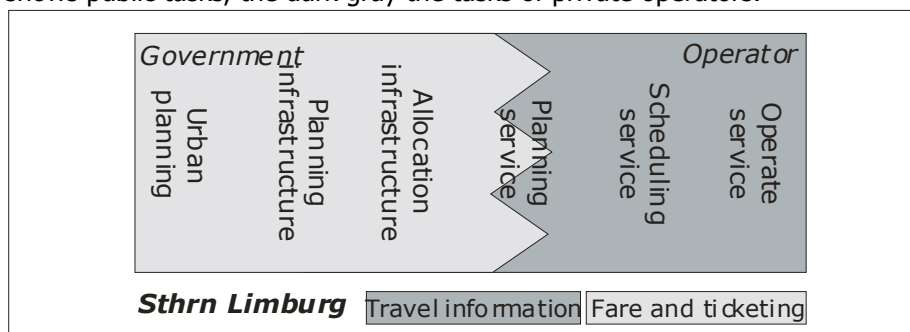 shows public tasks, the dark gray the tasks of private operators.
Government
Operator
Urban
planning
Planning
infrastructure
Allocation
infrastructure
Planning
service
Scheduling
service
Operate
service
Sthrn Limburg
Travel information
Fare and ticketing